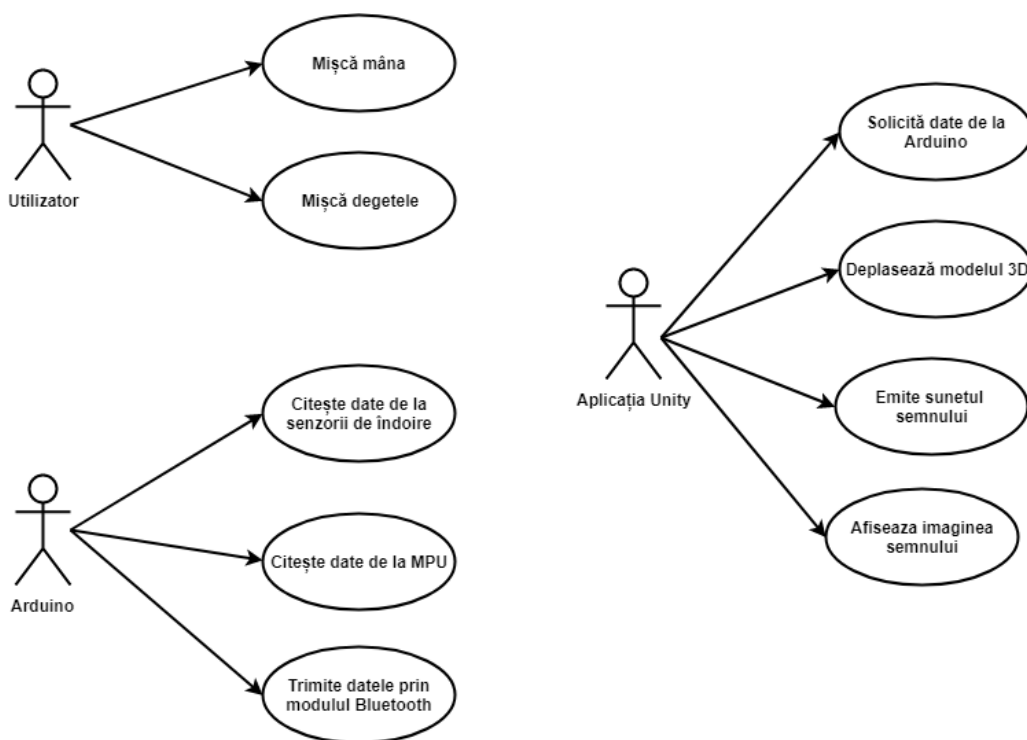 Mișcă mâna
Mișcă degetele
Utilizator
Citește date de la
senzorii de îndoire
Citește date de la MPU
Trimite datele prin
modulul Bluetooth
Arduino
Solicită date de la
Arduino
Deplasează modelul 3D
Emite sunetul
semnului
Afiseaza imaginea
semnului
Aplicația Unity